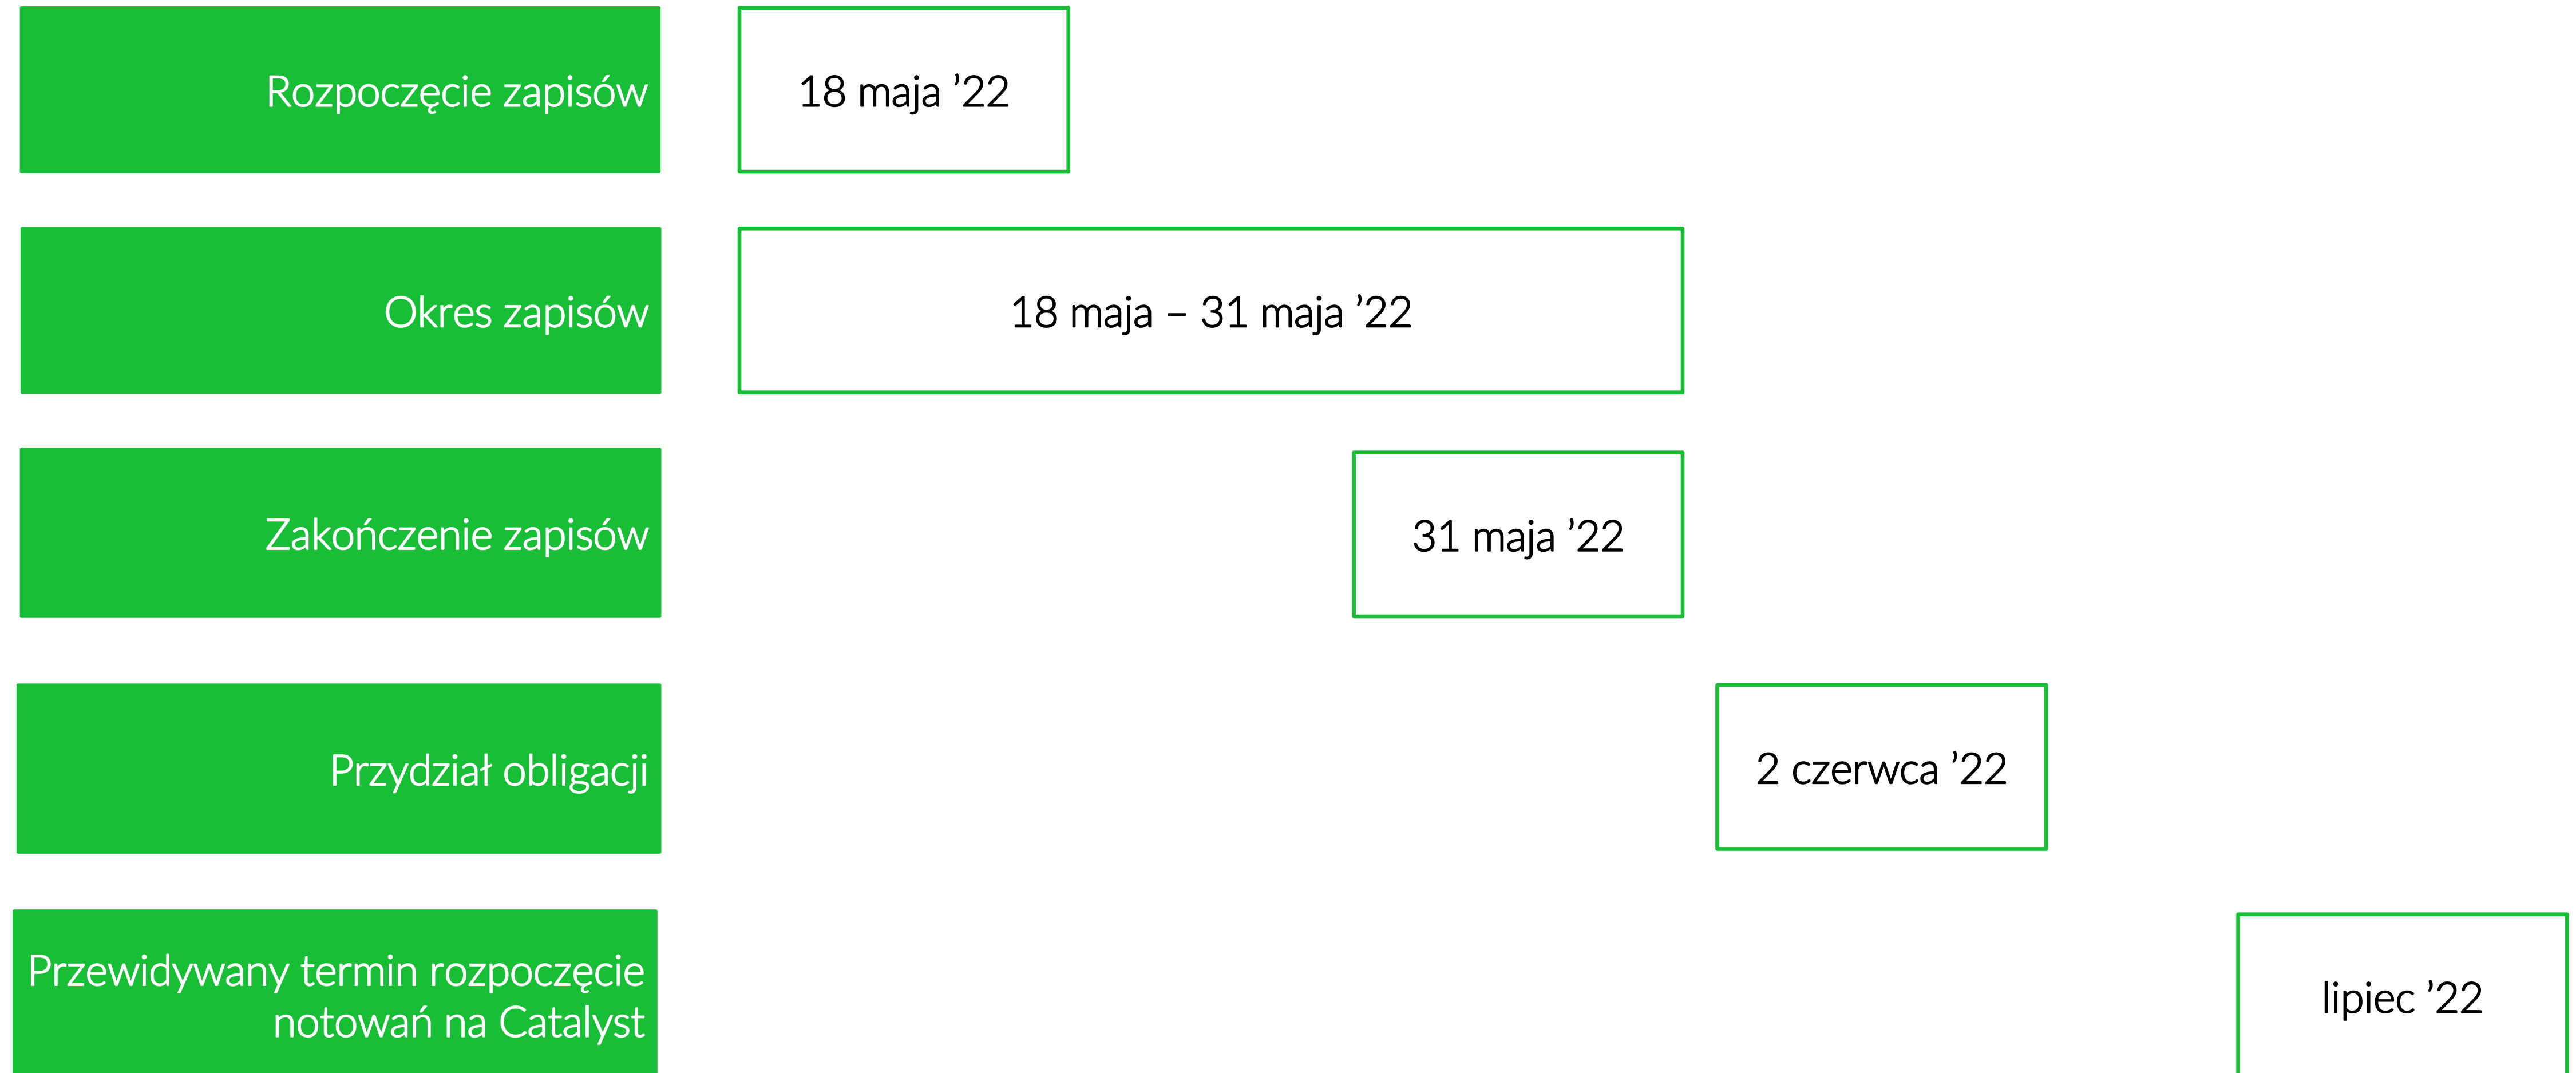 Rozpoczęcie zapisów
18 maja ’22
Okres zapisów
18 maja – 31 maja ’22
Zakończenie zapisów
31 maja ’22
Przydział obligacji
2 czerwca ’22
Przewidywany termin rozpoczęcie
notowań na Catalyst
lipiec ’22